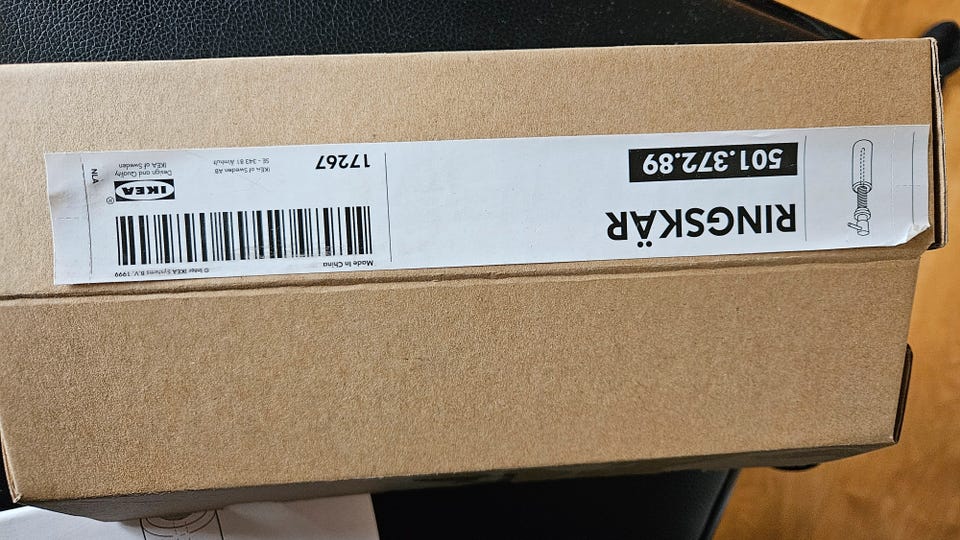 RINGSKÄR
501.372.89
Made in China
© Inter IKEA Systems B.V. 1999
17267
IKEA of Sweden AB
SE - 343 81 Älmhult
IKEA®
Design and Quality
IKEA of Sweden
NLA